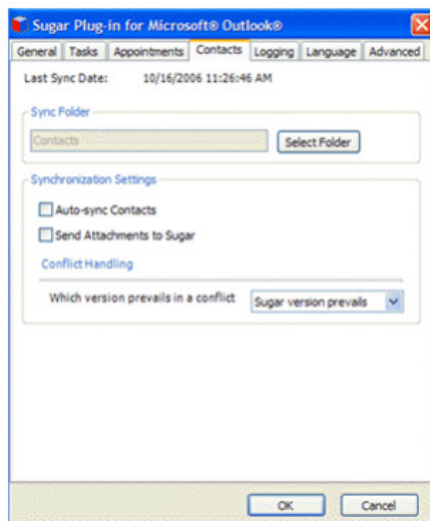 Sugar Plug-in for Microsoft® Outlook®
General Tasks Appointments Contacts Logging Language Advanced
Last Sync Date: 10/16/2006 11:26:46 AM
Sync Folder
Contacts Select Folder
Synchronization Settings
Auto-sync Contacts
Send Attachments to Sugar
Conflict Handling
Which version prevails in a conflict Sugar version prevails
OK Cancel